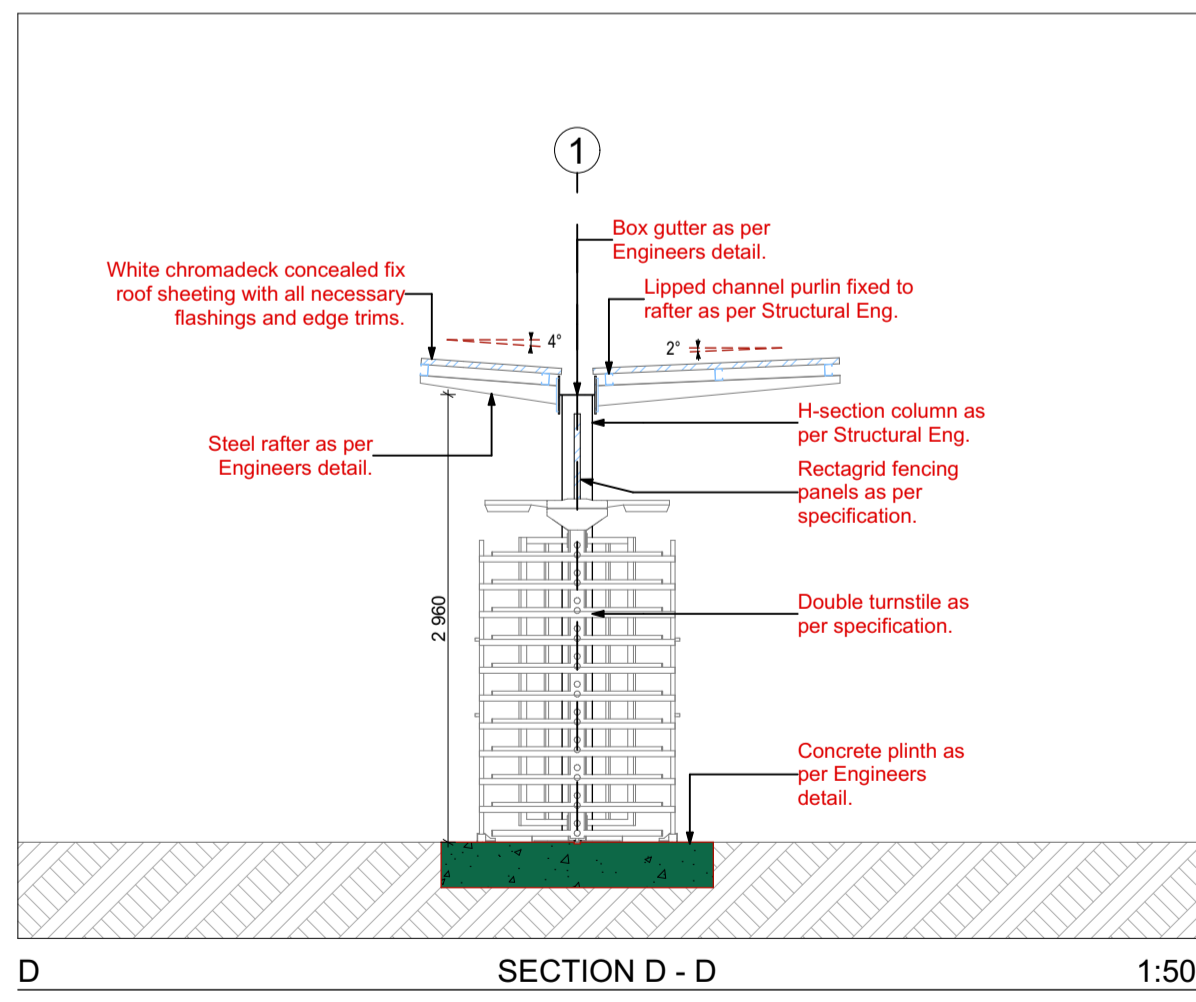 1
Box gutter as per
Engineers detail.
White chromadeck concealed fix
roof sheeting with all necessary
flashings and edge trims.
Lipped channel purlin fixed to
rafter as per Structural Eng.
4°
2°
H-section column as
per Structural Eng.
Steel rafter as per
Engineers detail.
Rectagrid fencing
panels as per
specification.
2 960
Double turnstile as
per specification.
Concrete plinth as
per Engineers
detail.
D
SECTION D - D
1:50